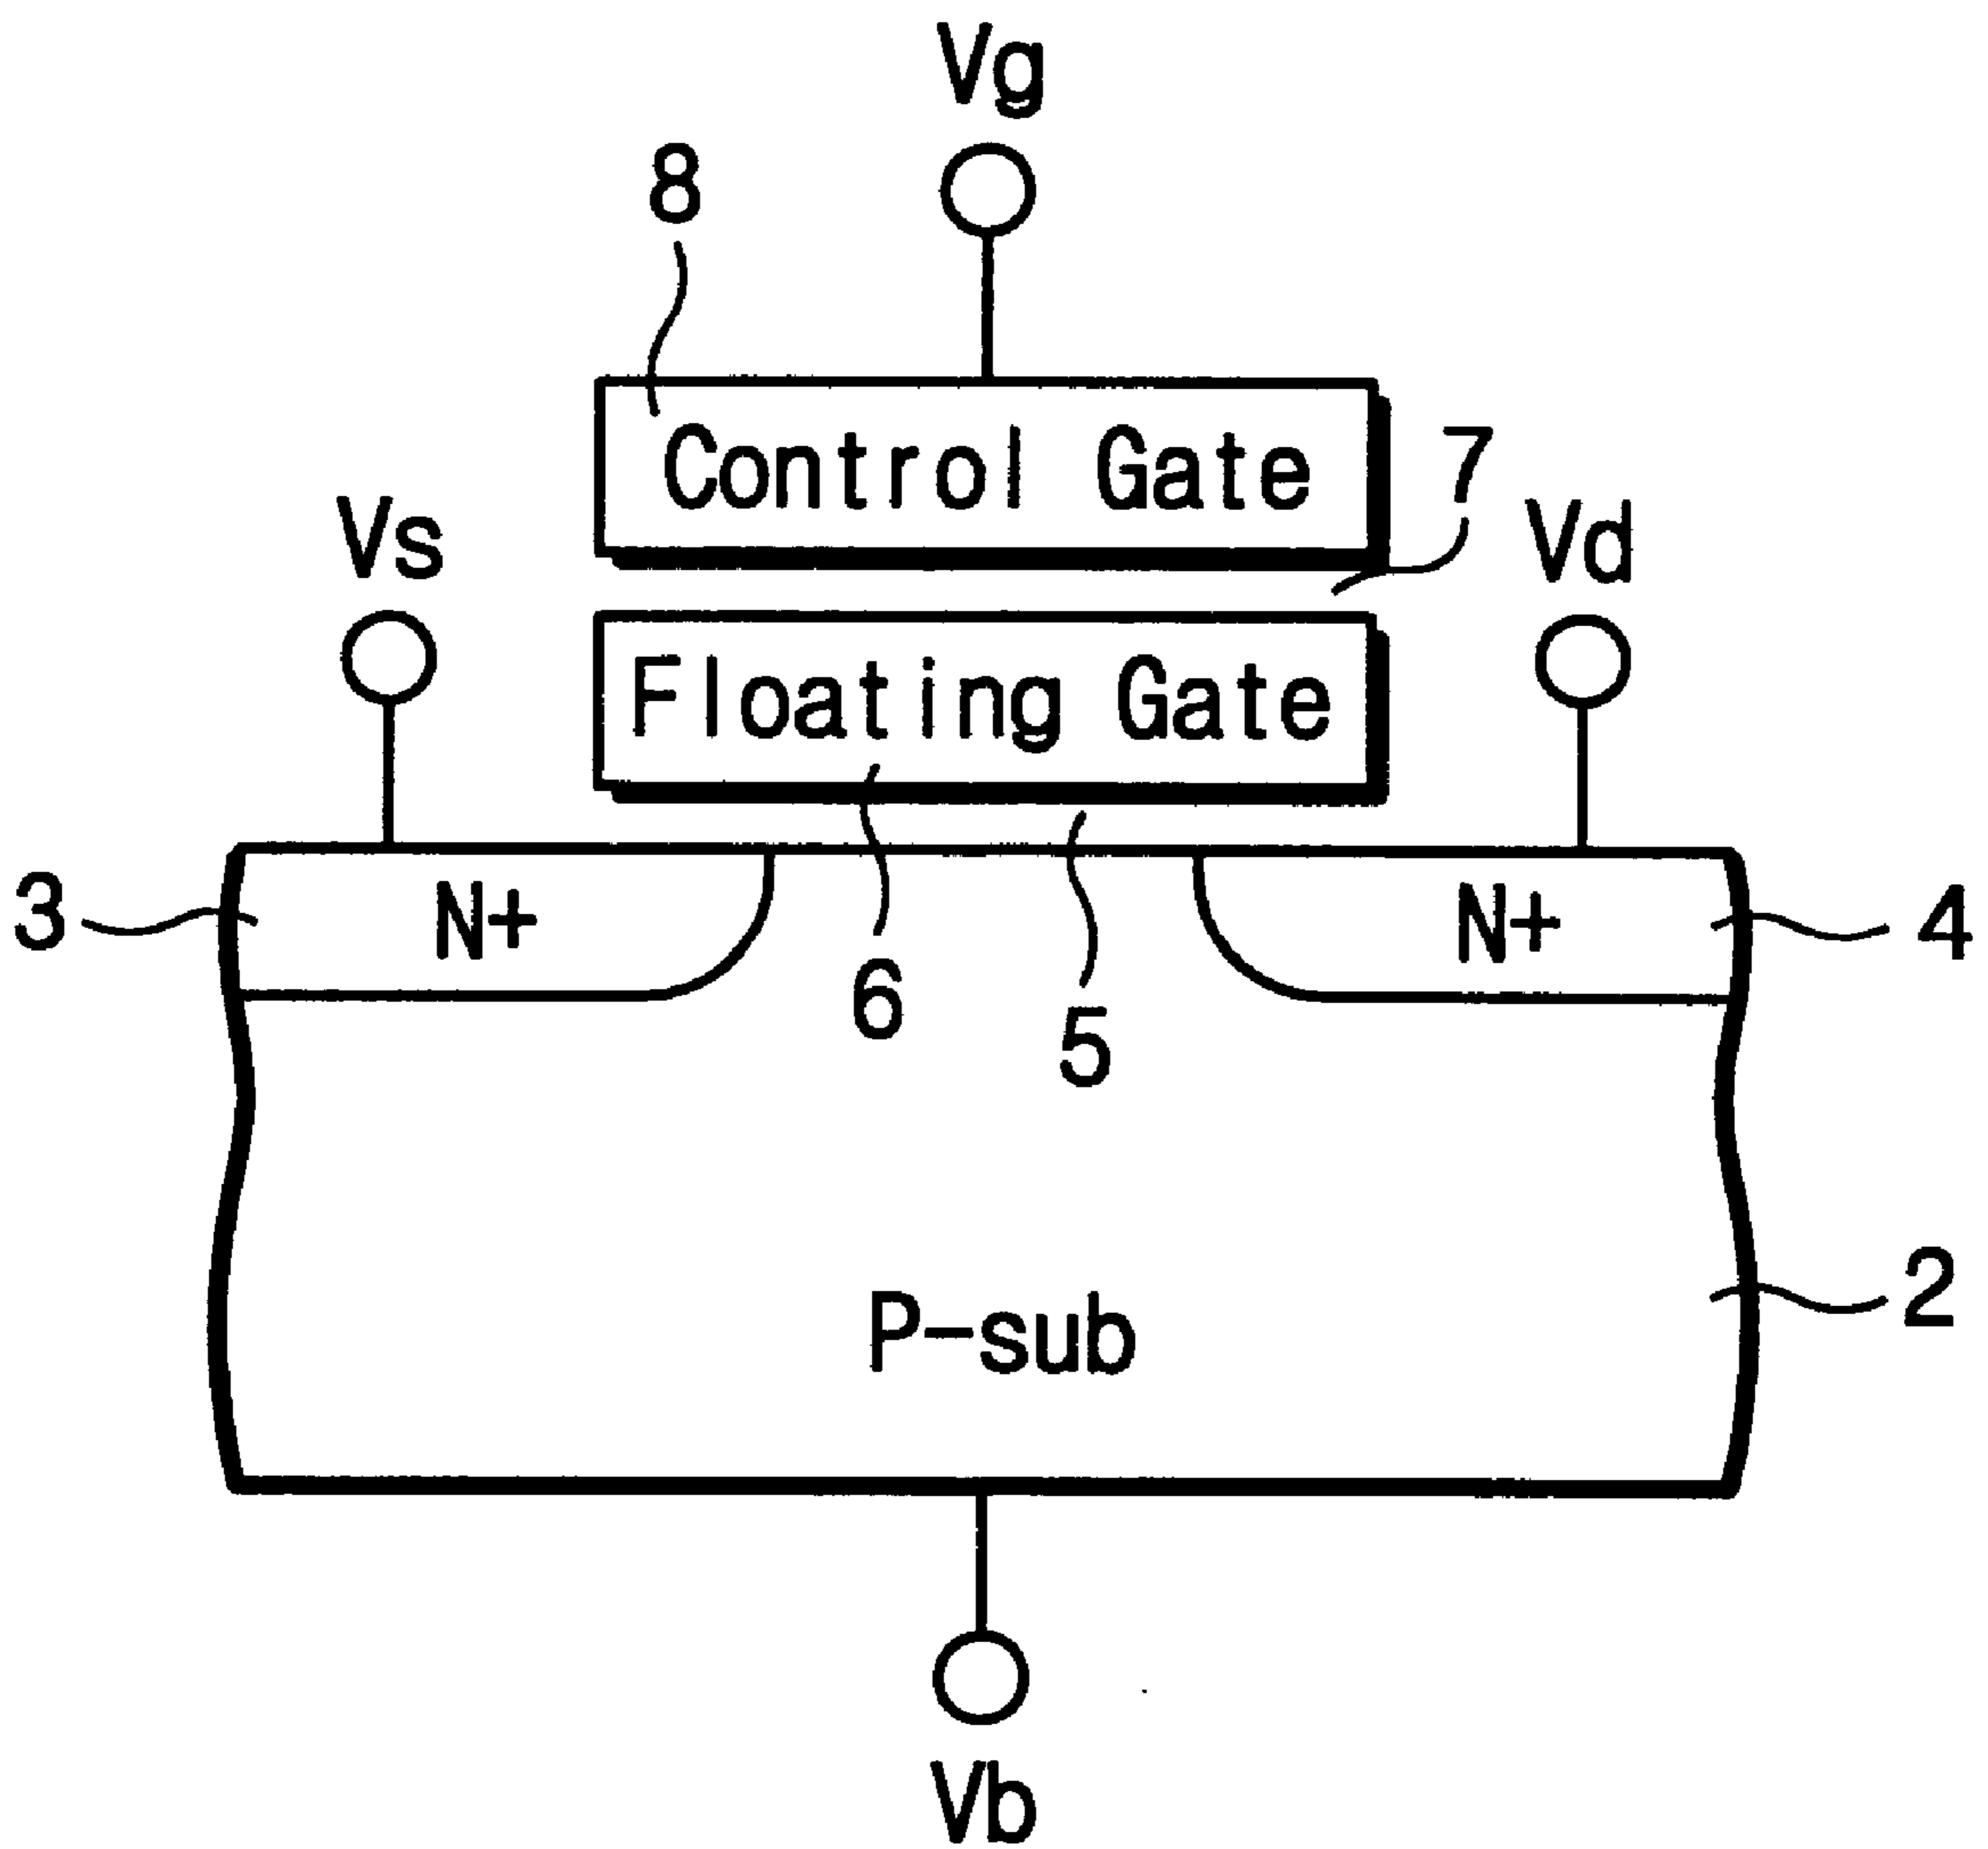 Vg
8
Control Gate
7
Vs
Vd
Floating Gate
3
N+
N+
4
6
5
2
P-sub
Vb